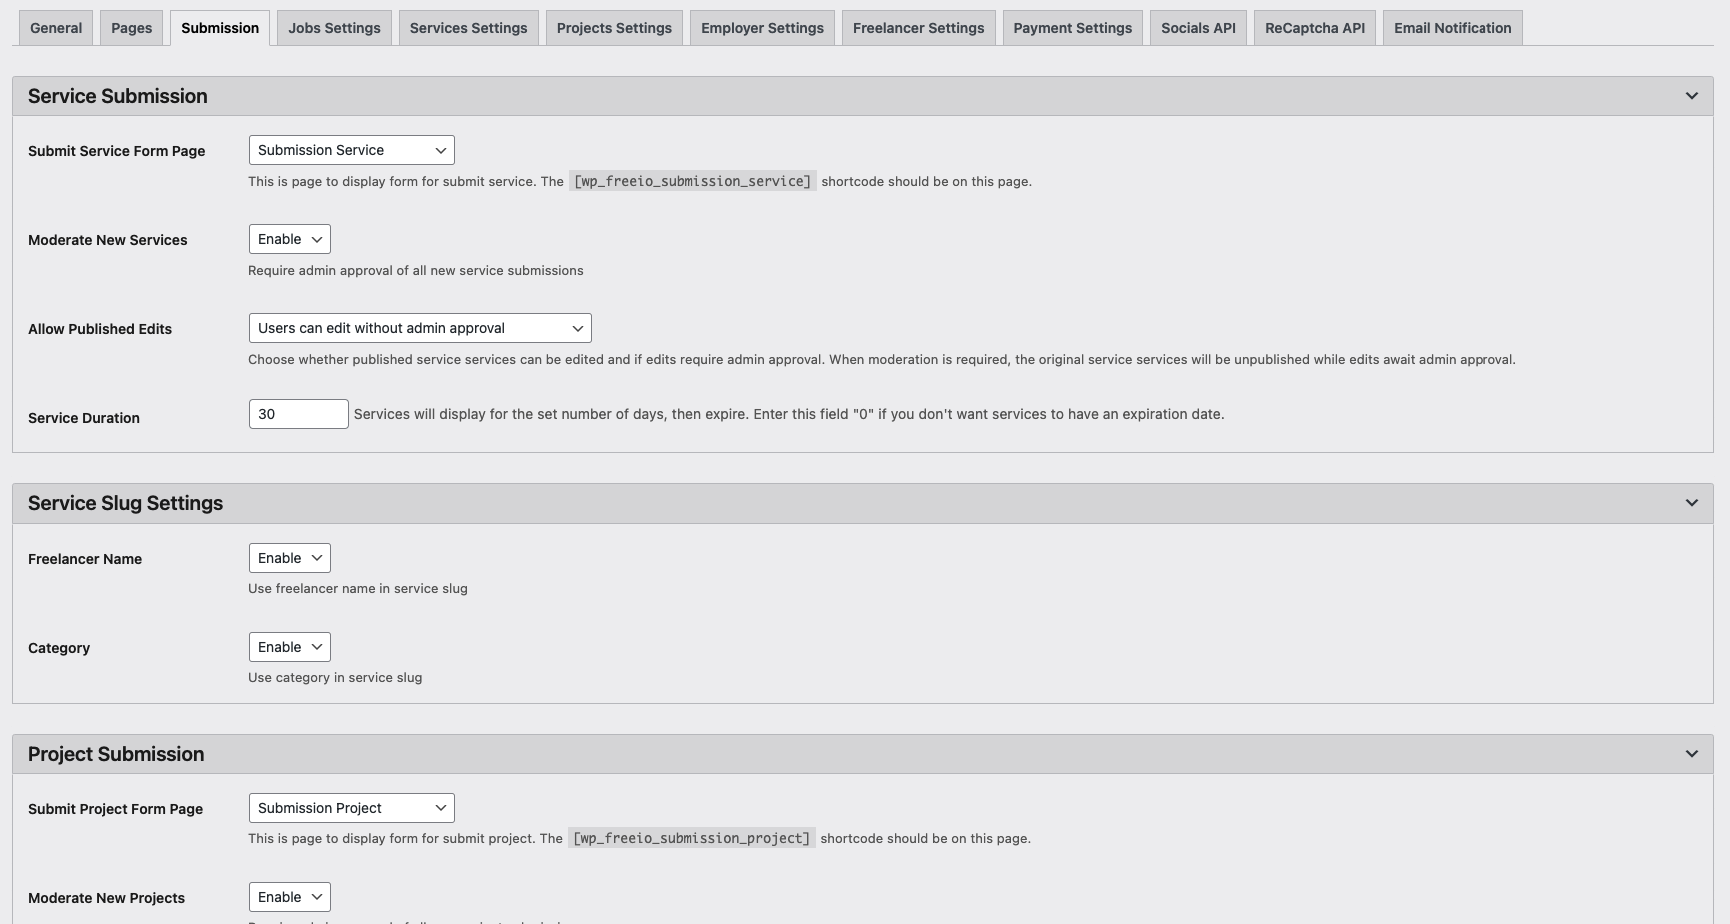 General Pages Submission Jobs Settings Services Settings Projects Settings Employer Settings Freelancer Settings Payment Settings Socials API ReCaptcha API Email Notification
Service Submission
Submit Service Form Page Submission Service
This is page to display form for submit service. The [wp_freeio_submission_service] shortcode should be on this page.
Moderate New Services Enable
Require admin approval of all new service submissions
Allow Published Edits Users can edit without admin approval
Choose whether published service services can be edited and if edits require admin approval. When moderation is required, the original service services will be unpublished while edits await admin approval.
Service Duration 30 Services will display for the set number of days, then expire. Enter this field "0" if you don't want services to have an expiration date.
Service Slug Settings
Freelancer Name Enable
Use freelancer name in service slug
Category Enable
Use category in service slug
Project Submission
Submit Project Form Page Submission Project
This is page to display form for submit project. The [wp_freeio_submission_project] shortcode should be on this page.
Moderate New Projects Enable